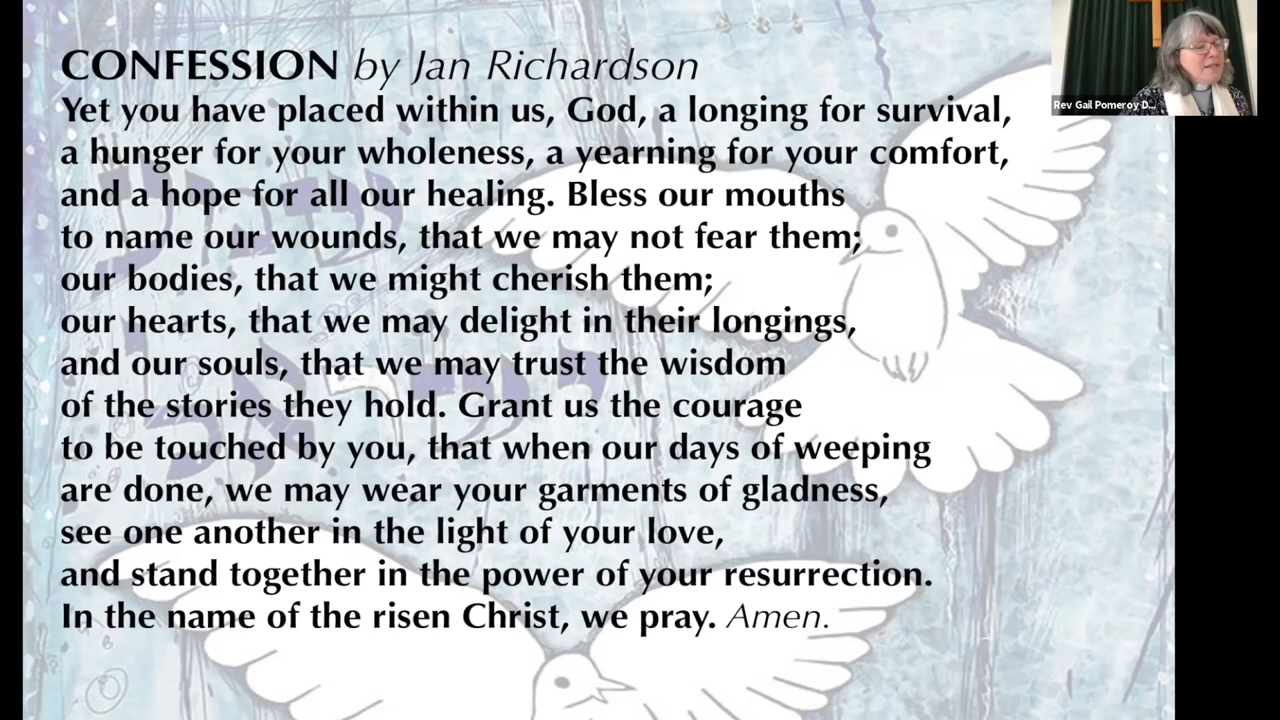 CONFESSION by Jan Richardson
Yet you have placed within us, God, a longing for survival,
a hunger for your wholeness, a yearning for your comfort,
and a hope for all our healing. Bless our mouths
to name our wounds, that we may not fear them;
our bodies, that we might cherish them;
our hearts, that we may delight in their longings,
and our souls, that we may trust the wisdom
of the stories they hold. Grant us the courage
to be touched by you, that when our days of weeping
are done, we may wear your garments of gladness,
see one another in the light of your love,
and stand together in the power of your resurrection.
In the name of the risen Christ, we pray. Amen.
Rev Gail Pomeroy D...